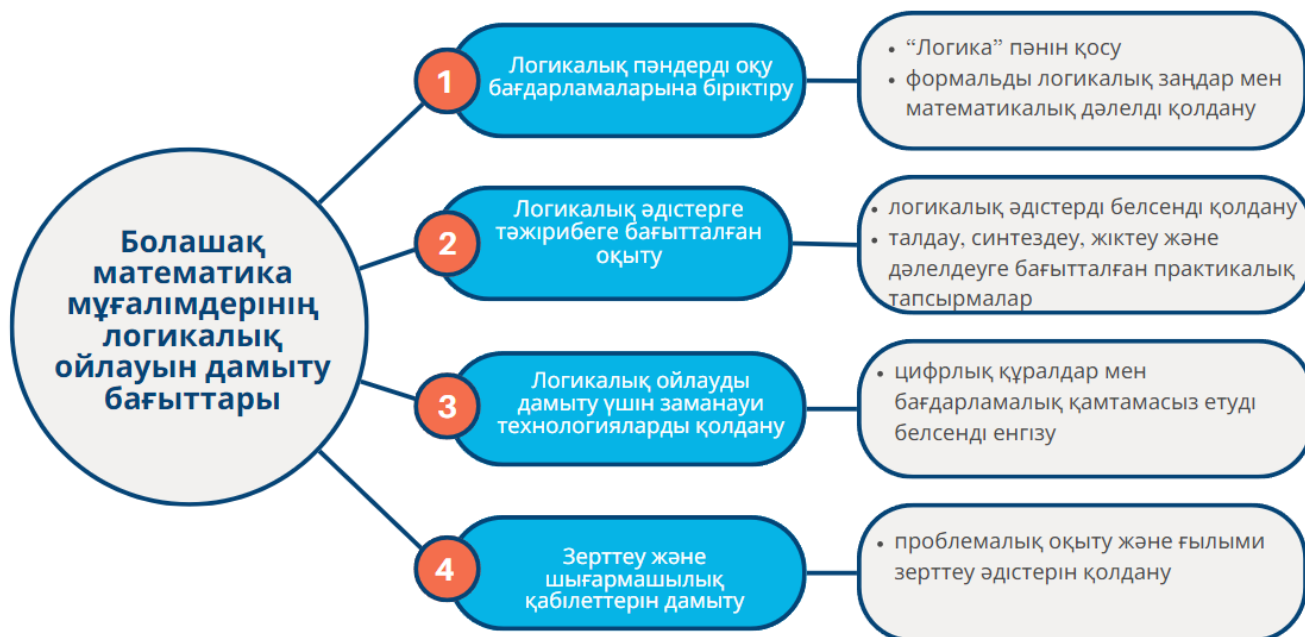 Болашақ
математика
мұғалімдерінің
логикалық
ойлауын дамыту
бағыттары
1
Логикалық пәндерді оқу
бағдарламаларына біріктіру
• “Логика” пәнін қосу
• формальды логикалық заңдар мен
математикалық дәлелді қолдану
2
Логикалық әдістерге
тәжірибеге бағытталған
оқыту
• логикалық әдістерді белсенді қолдану
• талдау, синтездеу, жіктеу және
дәлелдеуге бағытталған практикалық
тапсырмалар
3
Логикалық ойлауды
дамыту үшін заманауи
технологияларды қолдану
• цифрлық құралдар мен
бағдарламалық қамтамасыз етуді
белсенді енгізу
4
Зерттеу және
шығармашылық
қабілеттерін дамыту
• проблемалық оқыту және ғылыми
зерттеу әдістерін қолдану